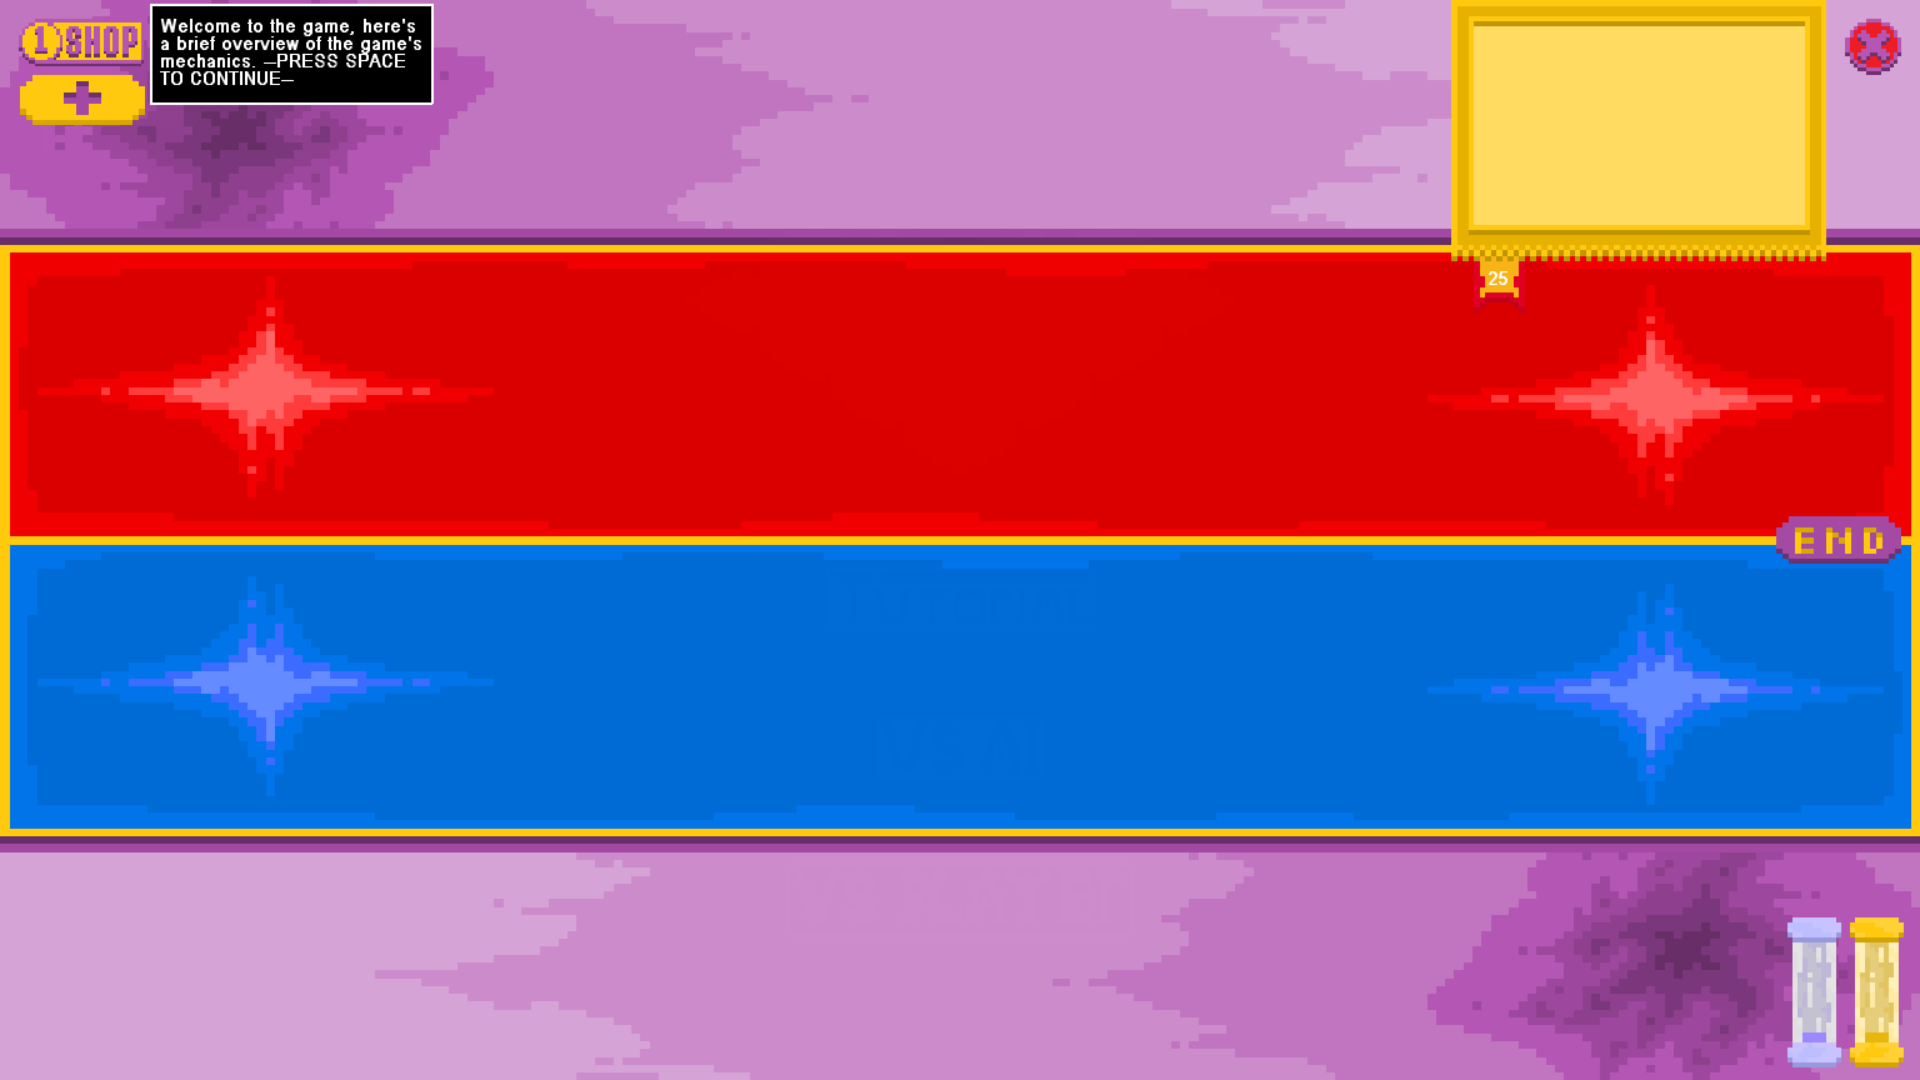 1 SHOP
Welcome to the game, here's
a brief overview of the game's
mechanics. —PRESS SPACE
TO CONTINUE—
25
END